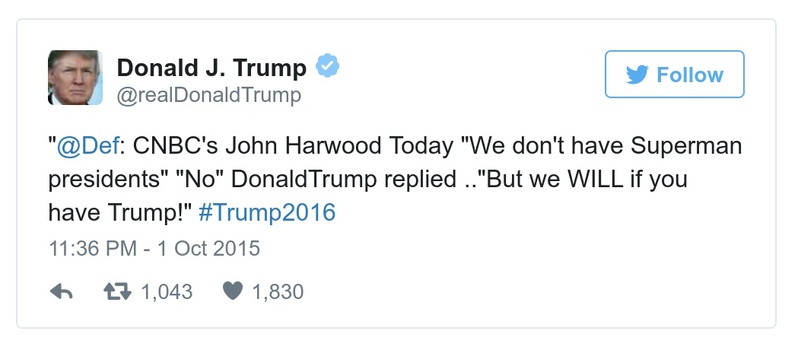 Donald J. Trump
@realDonaldTrump
Follow
"@Def: CNBC's John Harwood Today "We don't have Superman
presidents" "No" DonaldTrump replied .."But we WILL if you
have Trump!" #Trump2016
11:36 PM - 1 Oct 2015
1,043 1,830